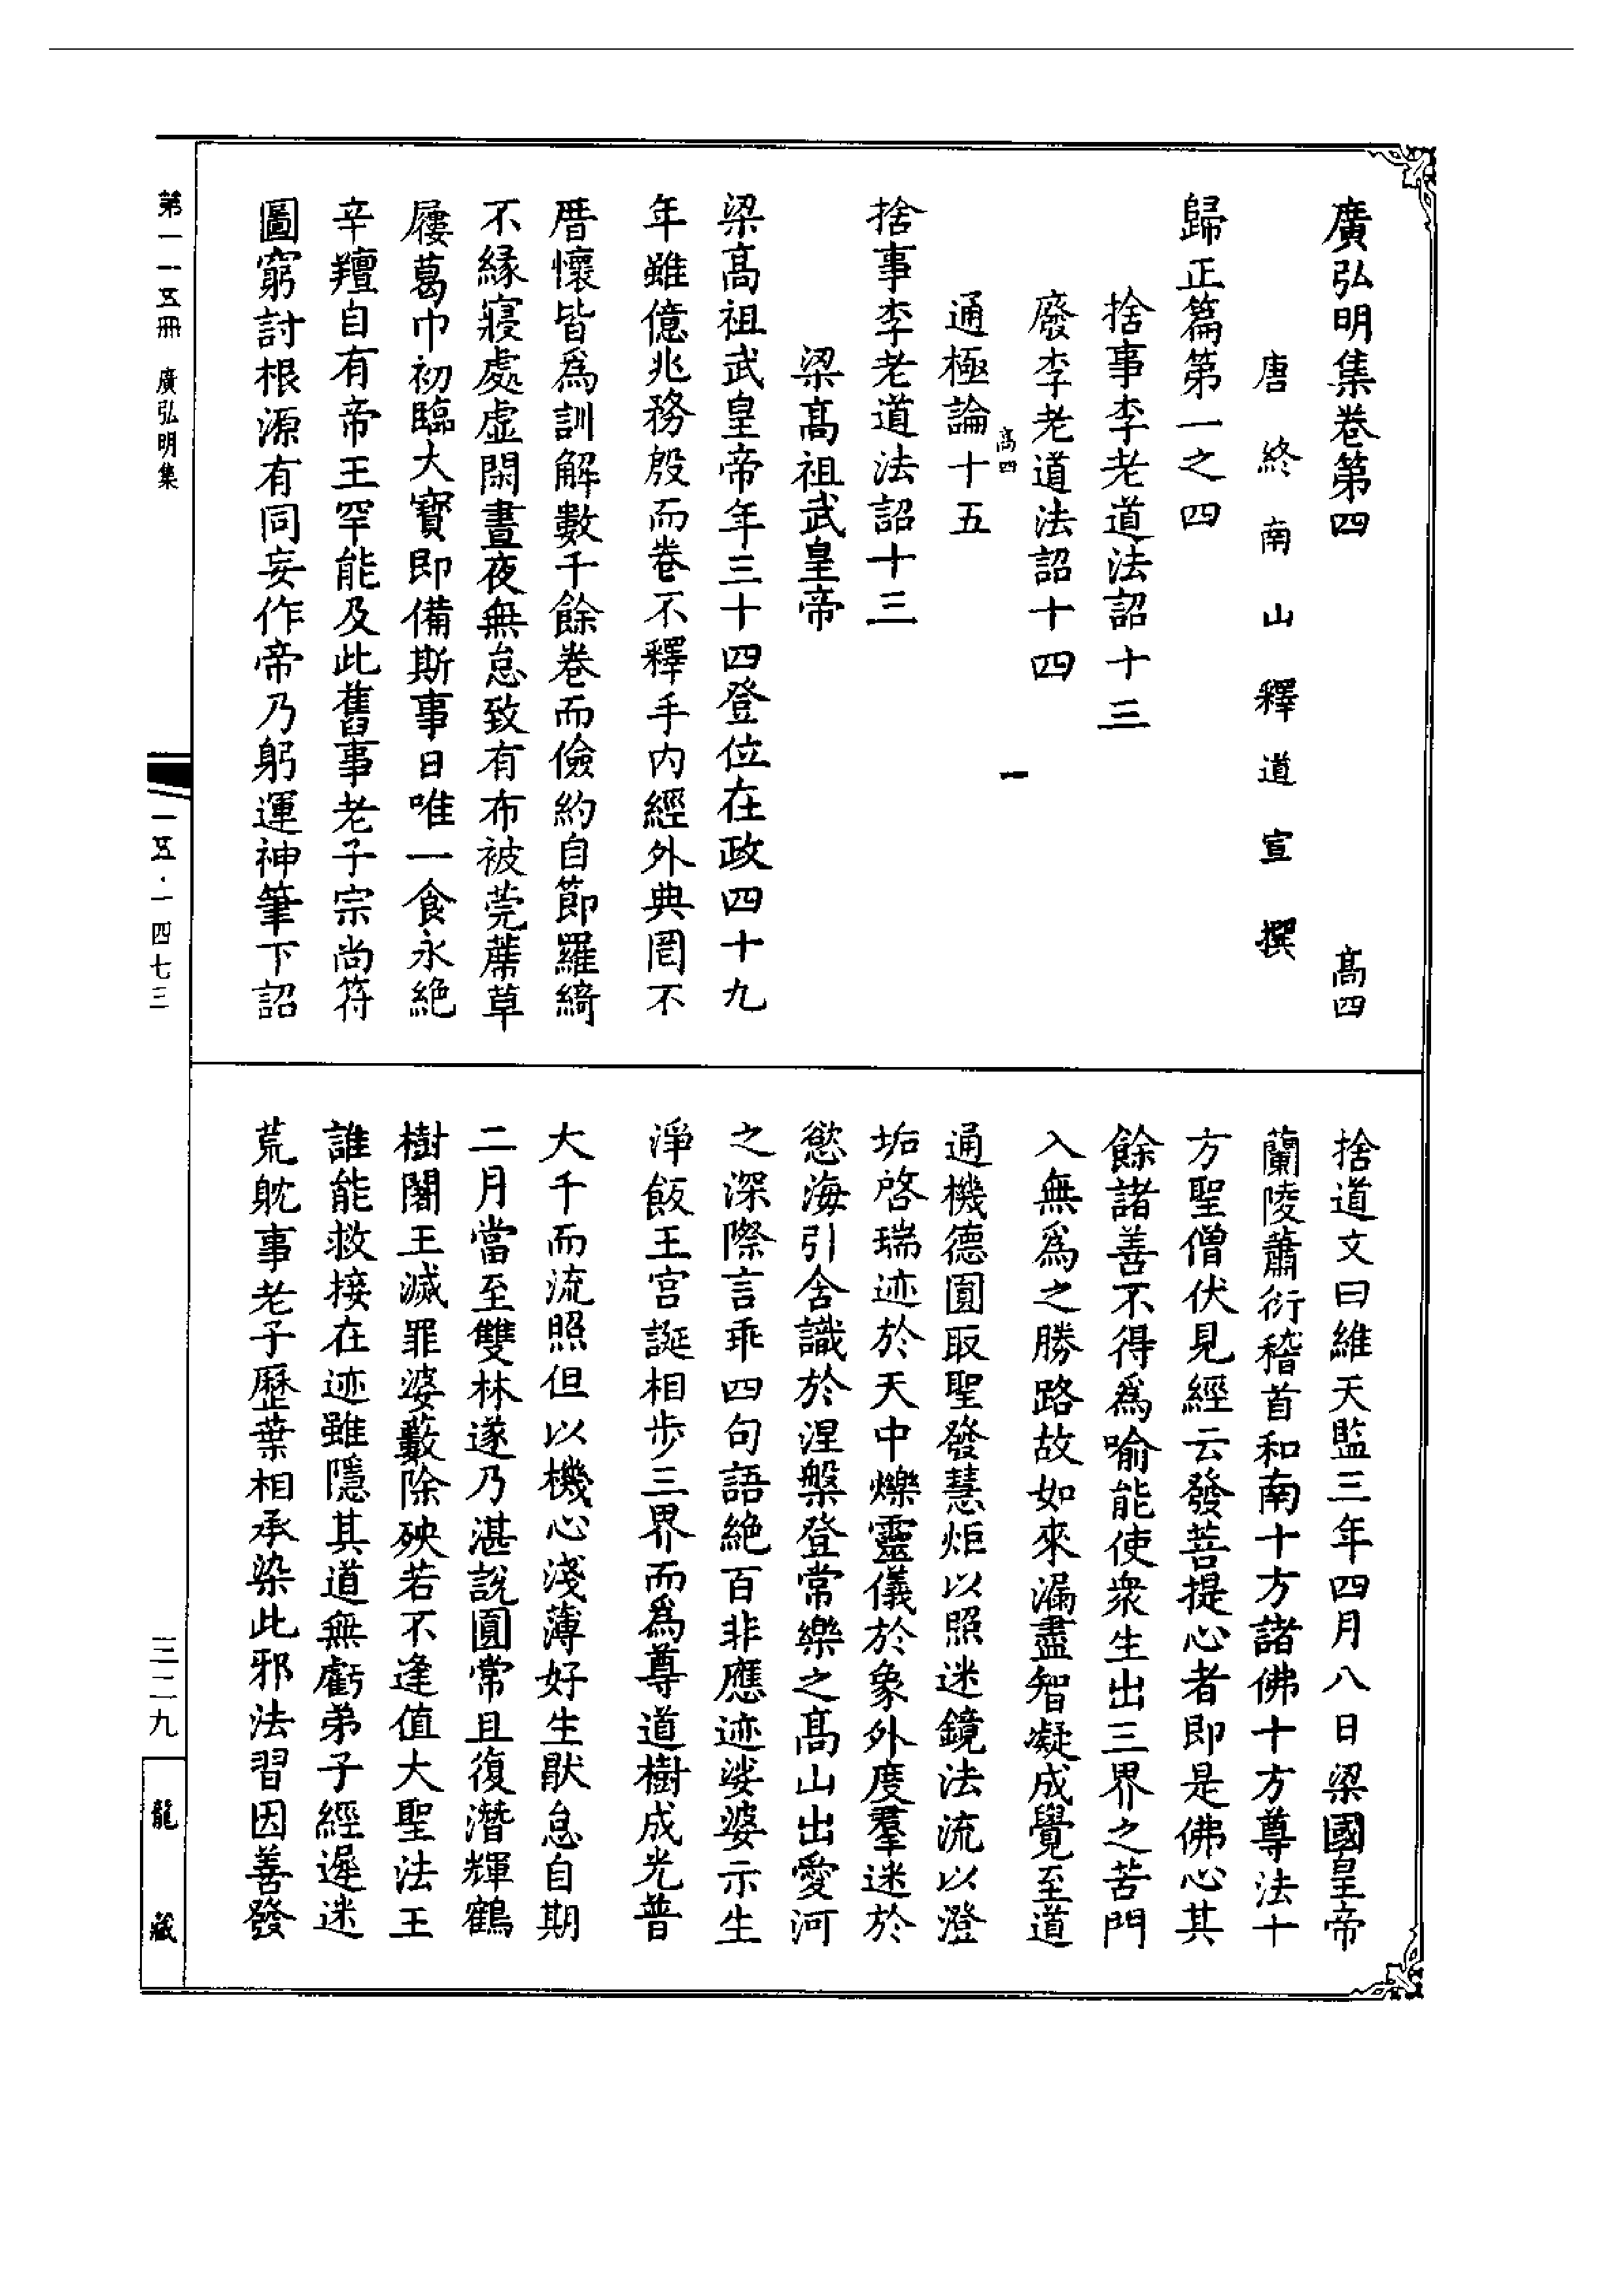 廣弘明集卷第四　高四
唐終南山釋道宣撰
歸正篇第一之四
捨事李老道法詔十三
廢李老道法詔十四
高四　一
通極論十五
捨事李老道法詔十三
梁高祖武皇帝
梁高祖武皇帝年三十四登位在政四十九
年雖億兆務殷而卷不釋手内經外典罔不
厝懷皆爲訓解數千餘卷而儉約自節羅綺
不緣寢處虚閑晝夜無怠致有布被莞蓆草
屨葛巾初臨大寶即備斯事日唯一食永絶
辛羶自有帝王罕能及此舊事老子宗尚符
圖窮討根源有同妄作帝乃躬運神筆下詔
捨道文曰維天監三年四月八日梁國皇帝
蘭陵蕭衍稽首和南十方諸佛十方尊法十
方聖僧伏見經云發菩提心者即是佛心其
餘諸善不得爲喻能使衆生出三界之苦門
入無爲之勝路故如來漏盡智凝成覺至道
通機德圓取聖發慧炬以照迷鏡法流以澄
垢啓瑞迹於天中爍靈儀於象外度羣迷於
慾海引含識於涅槃登常樂之高山出愛河
之深際言乖四句語絶百非應迹娑婆示生
淨飯王宫誕相步三界而爲尊道樹成光普
大千而流照但以機心淺薄好生猒怠自期
二月當至雙林遂乃湛說圓常且復潛輝鶴
樹闍王滅罪婆藪除殃若不逢值大聖法王
誰能救接在迹雖隱其道無虧弟子經遲迷
荒躭事老子歷葉相承染此邪法習因善發
第一一五冊　廣弘明集
一五·一四七三
三二九
龍藏